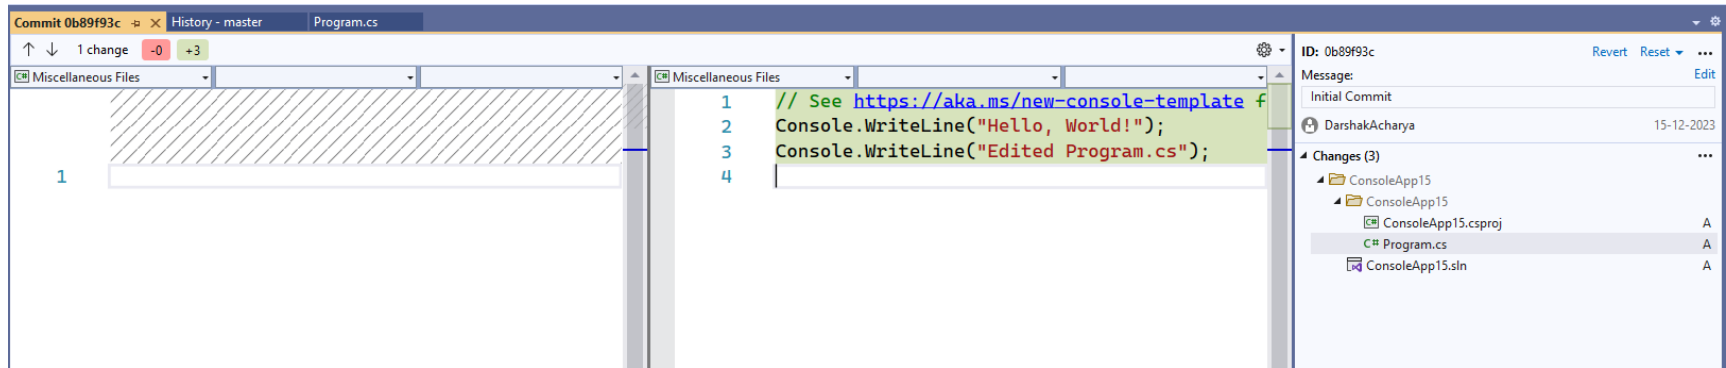 Commit 0b89f93c
History - master
Program.cs
1 change -0 +3
C# Miscellaneous Files
1
C# Miscellaneous Files
1 // See https://aka.ms/new-console-template f
2 Console.WriteLine("Hello, World!");
3 Console.WriteLine("Edited Program.cs");
4
ID: 0b89f93c Revert Reset ...
Message: Edit
Initial Commit
DarshakAcharya 15-12-2023
Changes (3) ...
ConsoleApp15
ConsoleApp15
C# ConsoleApp15.csproj A
C# Program.cs A
ConsoleApp15.sln A